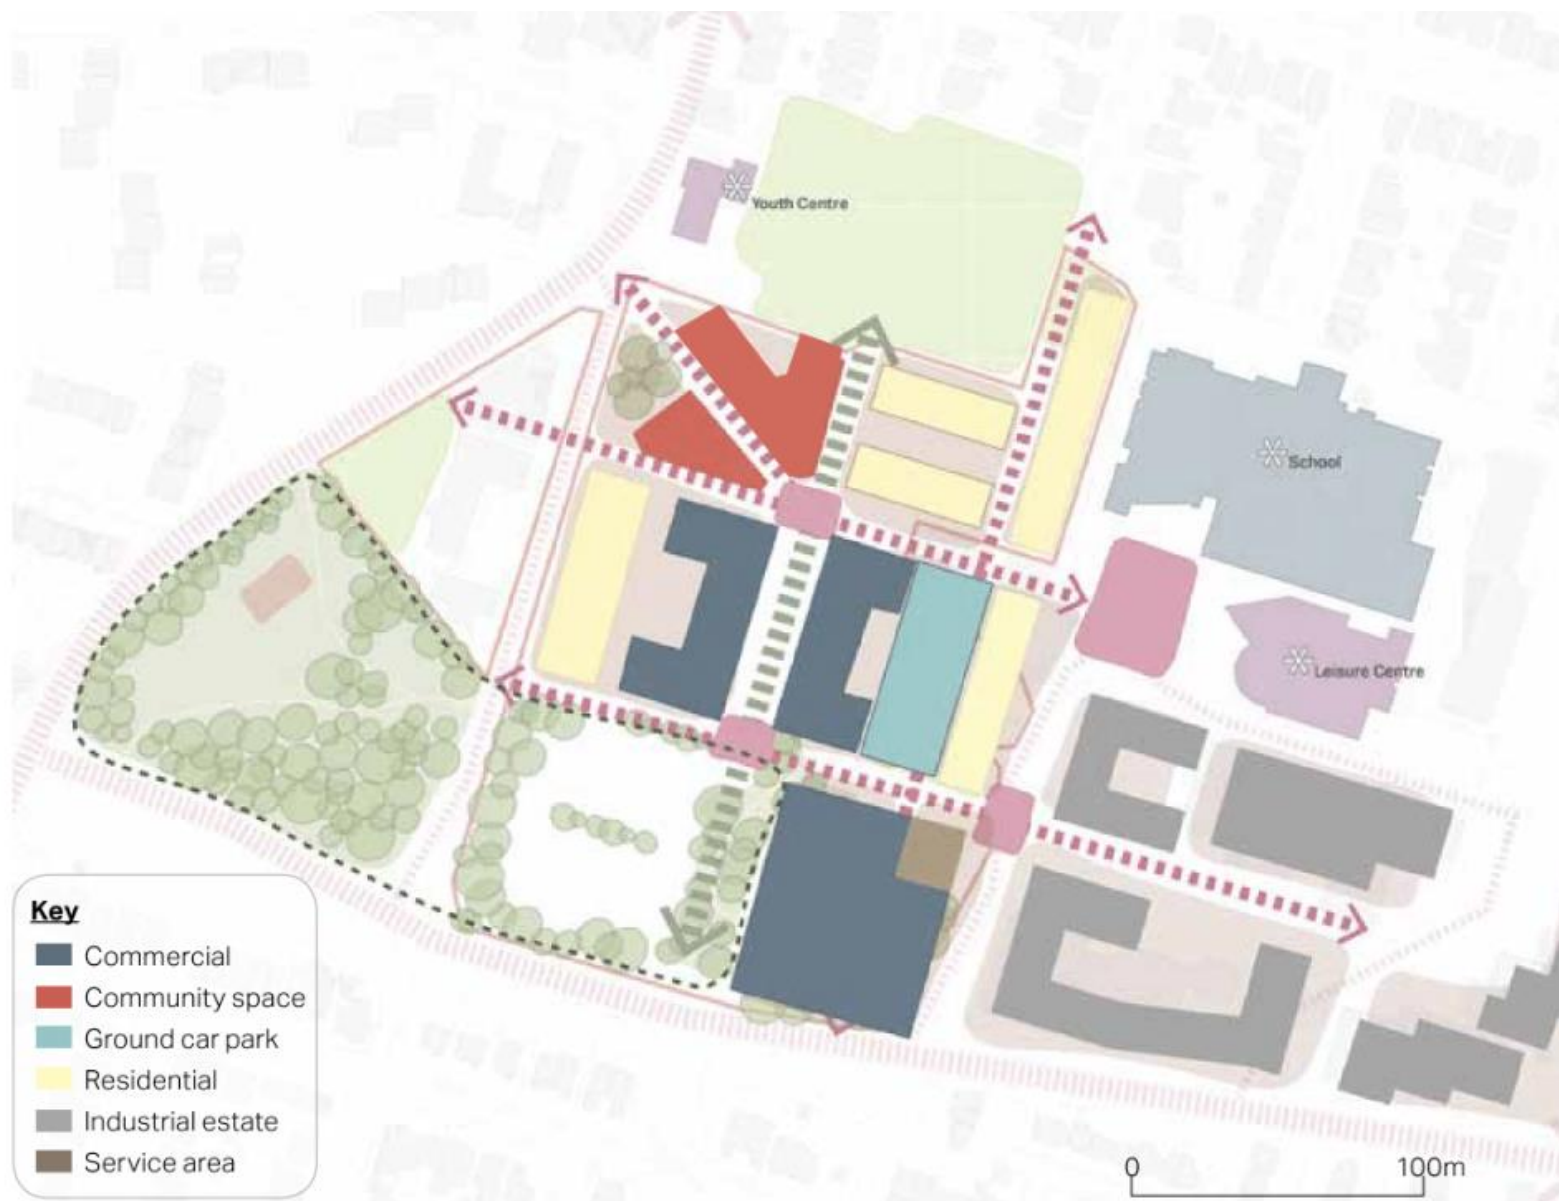 Youth Centre
School
Leisure Centre
Key
Commercial
Community space
Ground car park
Residential
Industrial estate
Service area
0 100m